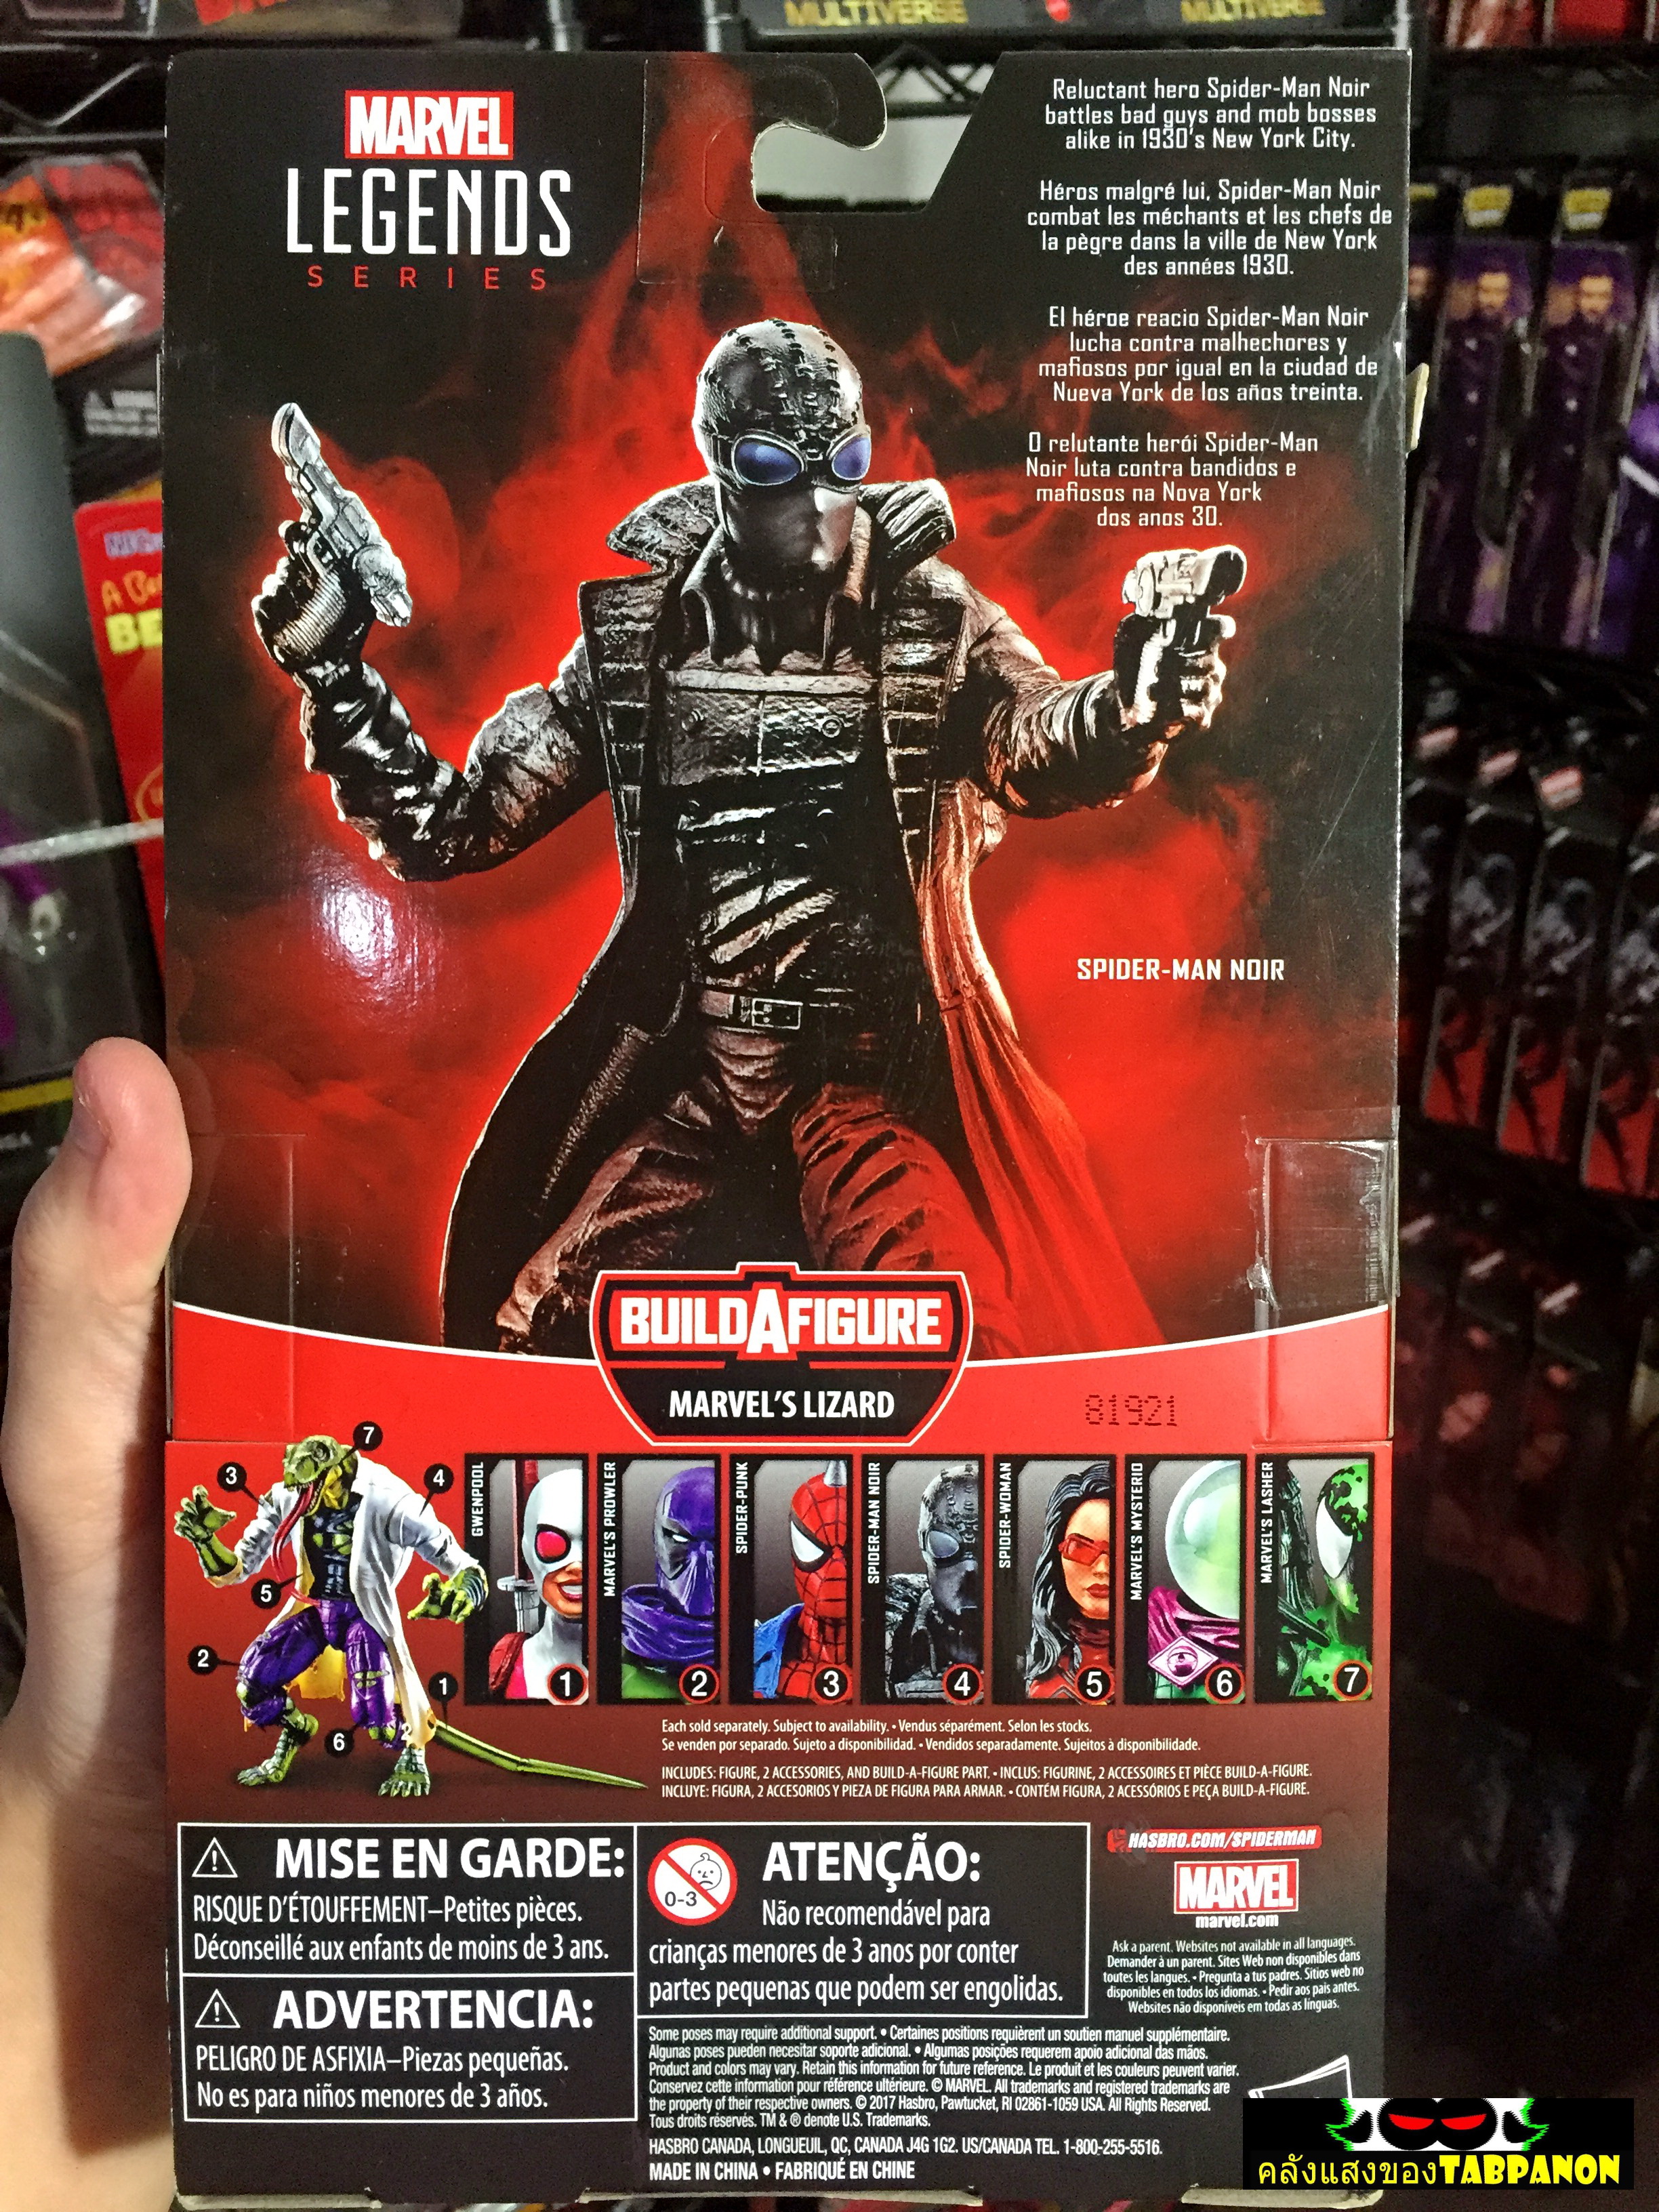 MULTIVERSE
MULTIVERSE
MARVEL
LEGENDS
SERIES
Reluctant hero Spider-Man Noir
battles bad guys and mob bosses
alike in 1930's New York City.
Héros malgré lui, Spider-Man Noir
combat les méchants et les chefs de
la pègre dans la ville de New York
des années 1930.
El héroe reacio Spider-Man Noir
lucha contra malhechores y
mafiosos por igual en la ciudad de
Nueva York de los años treinta.
O relutante herói Spider-Man
Noir luta contra bandidos e
mafiosos na Nova York
dos anos 30.
SPIDER-MAN NOIR
BUILDAFIGURE
MARVEL'S LIZARD
81921
7
3
4
5
2
1
6
GWENPOOL
1
MARVEL'S PROWLER
2
SPIDER-PUNK
3
SPIDER-MAN NOIR
4
SPIDER-WOMAN
5
MARVEL'S MYSTERIO
6
MARVEL'S LASHER
7
Each sold separately. Subject to availability. • Vendus séparément. Selon les stocks.
Se venden por separado. Sujeto a disponibilidad. • Vendidos separadamente. Sujeitos à disponibilidade.
INCLUDES: FIGURE, 2 ACCESSORIES, AND BUILD-A-FIGURE PART. • INCLUS: FIGURINE, 2 ACCESSOIRES ET PIÈCE BUILD-A-FIGURE.
INCLUYE: FIGURA, 2 ACCESORIOS Y PIEZA DE FIGURA PARA ARMAR. • CONTÉM FIGURA, 2 ACESSÓRIOS E PEÇA BUILD-A-FIGURE.
MISE EN GARDE:
RISQUE D'ÉTOUFFEMENT–Petites pièces.
Déconseillé aux enfants de moins de 3 ans.
ADVERTENCIA:
PELIGRO DE ASFIXIA–Piezas pequeñas.
No es para niños menores de 3 años.
0-3
ATENÇÃO:
Não recomendável para
crianças menores de 3 anos por conter
partes pequenas que podem ser engolidas.
HASBRO.COM/SPIDERMAN
MARVEL
marvel.com
Ask a parent. Websites not available in all languages.
Demander à un parent. Sites Web non disponibles dans
toutes les langues. • Pregunta a tus padres. Sitios web no
disponibles en todos los idiomas. • Pedir aos pais antes.
Websites não disponíveis em todas as línguas.
Some poses may require additional support. • Certaines positions requièrent un soutien manuel supplémentaire.
Algunas poses pueden necesitar soporte adicional. • Algumas posições requerem apoio adicional das mãos.
Product and colors may vary. Retain this information for future reference. Le produit et les couleurs peuvent varier.
Conservez cette information pour référence ultérieure. © MARVEL. All trademarks and registered trademarks are
the property of their respective owners. © 2017 Hasbro, Pawtucket, RI 02861-1059 USA. All Rights Reserved.
Tous droits réservés. TM & ® denote U.S. Trademarks.
HASBRO CANADA, LONGUEUIL, QC, CANADA J4G 1G2. US/CANADA TEL. 1-800-255-5516.
MADE IN CHINA • FABRIQUÉ EN CHINE
คลังแสงของTABPANON